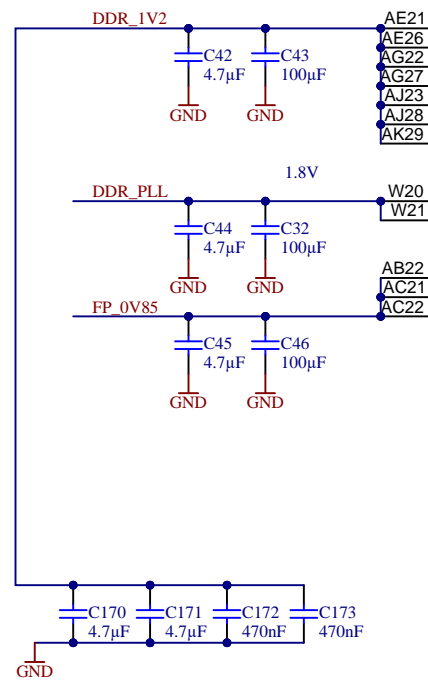 DDR_1V2
AE21
AE26
C42
C43
AG22
4.7µF
100µF
AG27
AJ23
GND
GND
AJ28
AK29
1.8V
DDR_PLL
W20
W21
C44
C32
4.7µF
100µF
AB22
GND
GND
AC21
FP_0V85
AC22
C45
C46
4.7µF
100µF
GND
GND
C170
C171
C172
C173
4.7µF
4.7µF
470nF
470nF
GND